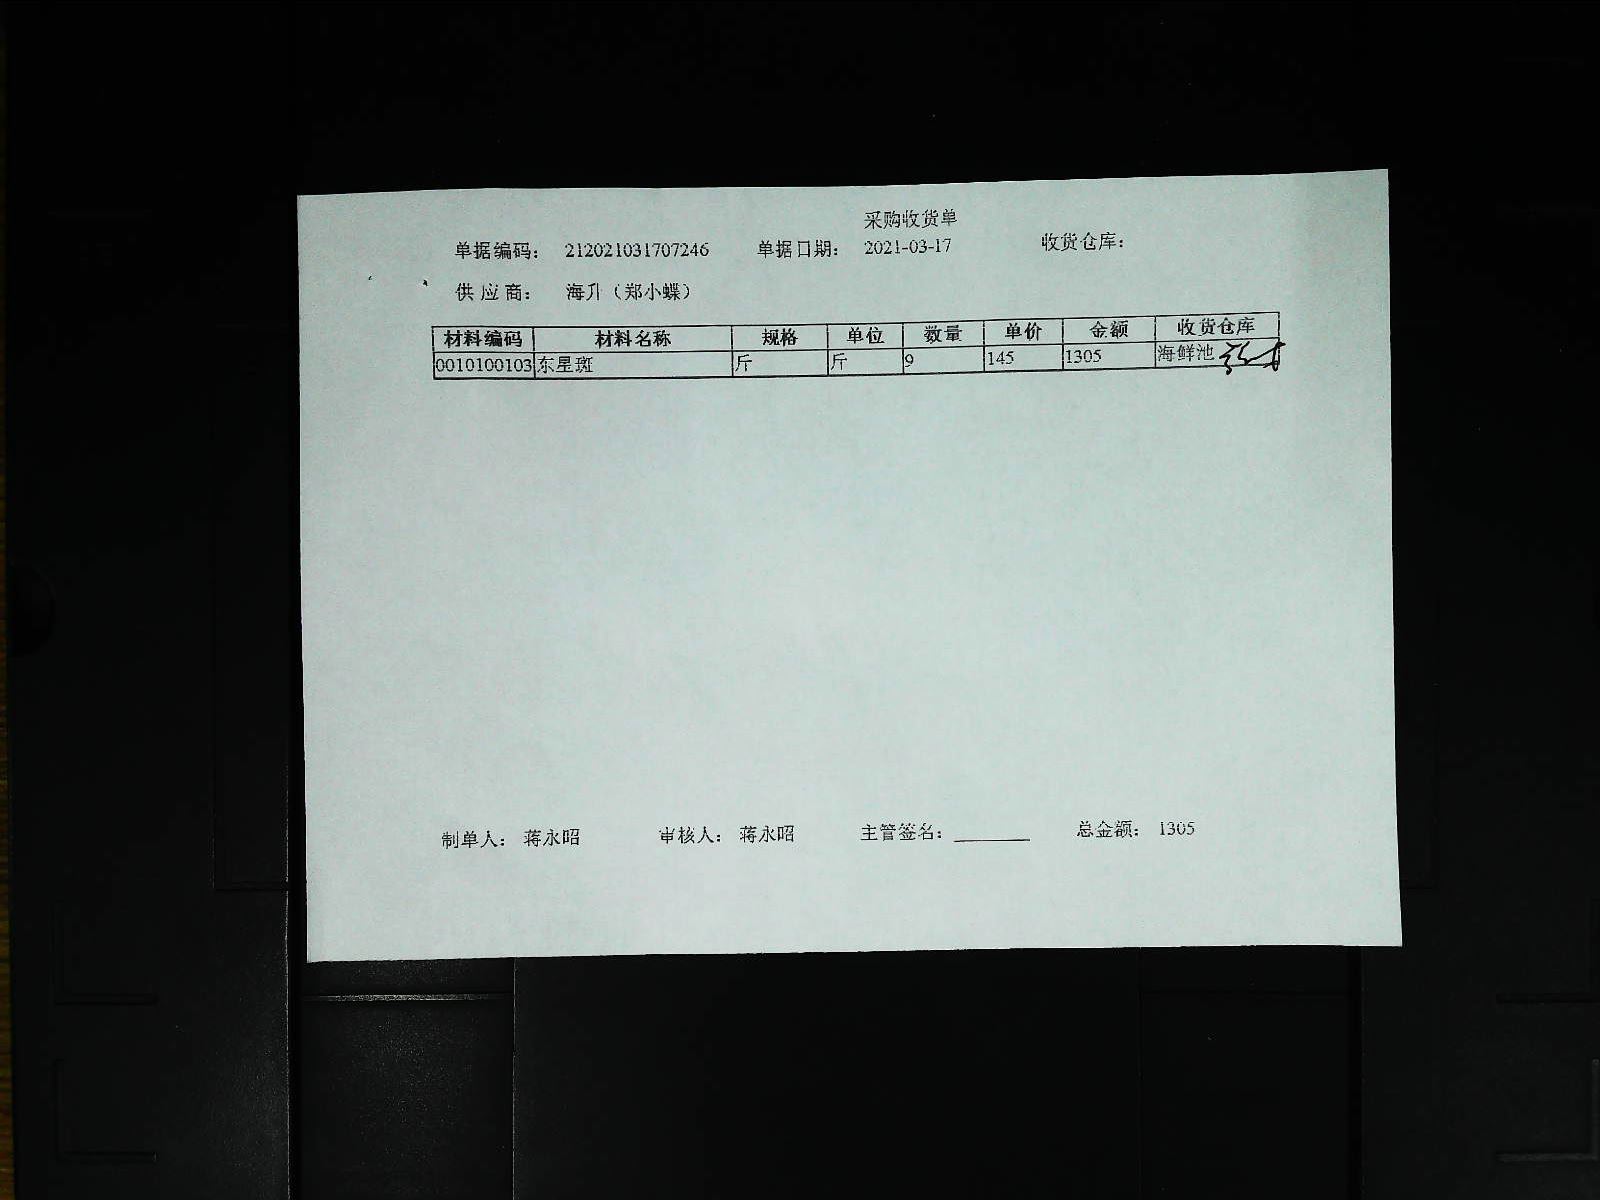 采购收货单
单据编码： 212021031707246 单据日期： 2021-03-17 收货仓库：
供 应 商： 海升（郑小蝶）
材料编码 材料名称 规格 单位 数量 单价 金额 收货仓库
0010100103 东星斑 斤 斤 9 145 1305 海鲜池
制单人： 蒋永昭 审核人： 蒋永昭 主管签名： 总金额： 1305